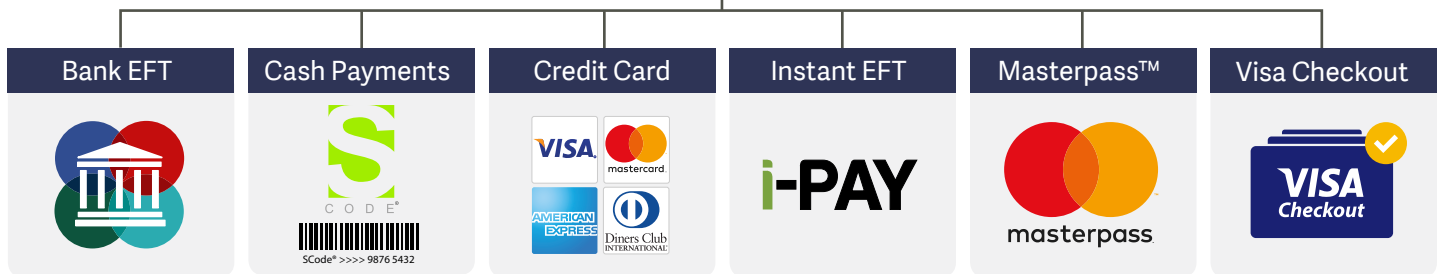 Bank EFT
Cash Payments
Credit Card
Instant EFT
Masterpass™
Visa Checkout
S
CODE®
SCode® >>>> 9876 5432
VISA
mastercard.
AMERICAN
EXPRESS
Diners Club
INTERNATIONAL
i-PAY
masterpass
VISA
Checkout